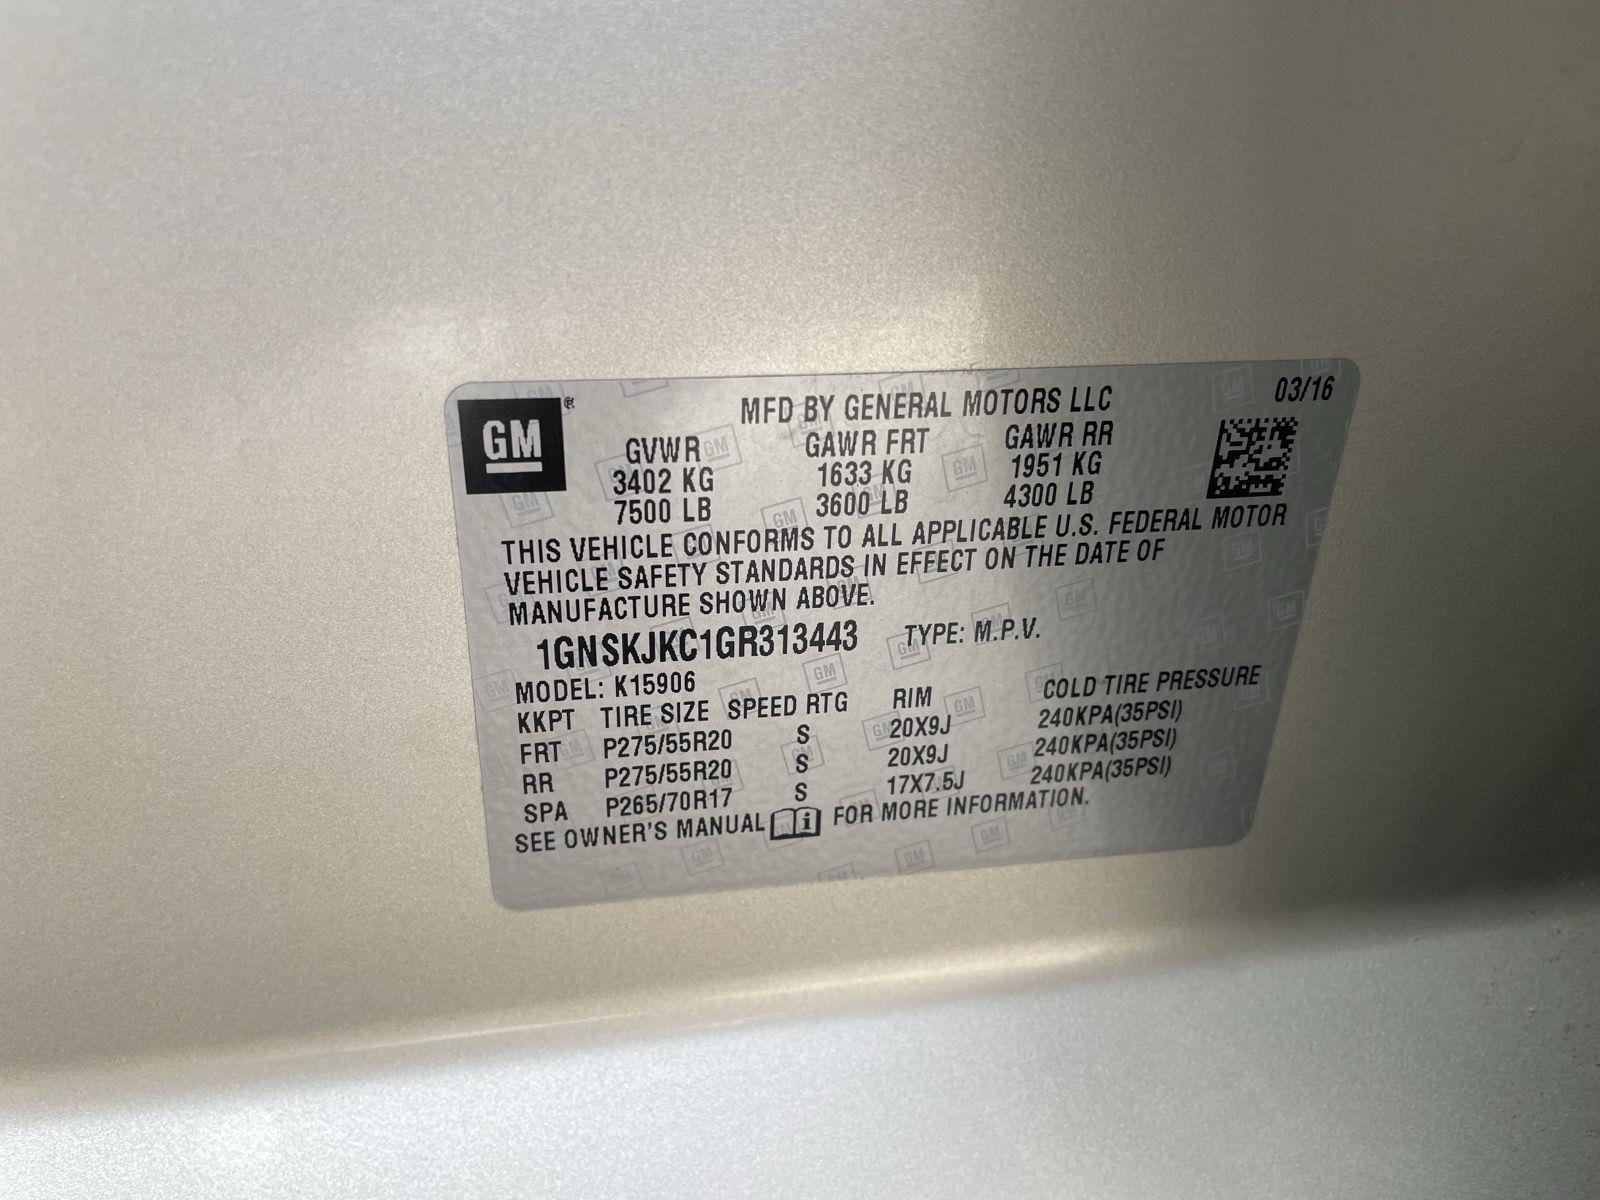 GM ®
MFD BY GENERAL MOTORS LLC 03/16
GVWR GAWR FRT GAWR RR
3402 KG 1633 KG 1951 KG
7500 LB 3600 LB 4300 LB
THIS VEHICLE CONFORMS TO ALL APPLICABLE U.S. FEDERAL MOTOR
VEHICLE SAFETY STANDARDS IN EFFECT ON THE DATE OF
MANUFACTURE SHOWN ABOVE.
1GNSKJKC1GR313443 TYPE: M.P.V.
MODEL: K15906
KKPT TIRE SIZE SPEED RTG RIM COLD TIRE PRESSURE
FRT P275/55R20 S 20X9J 240KPA(35PSI)
RR P275/55R20 S 20X9J 240KPA(35PSI)
SPA P265/70R17 S 17X7.5J 240KPA(35PSI)
SEE OWNER'S MANUAL i FOR MORE INFORMATION.